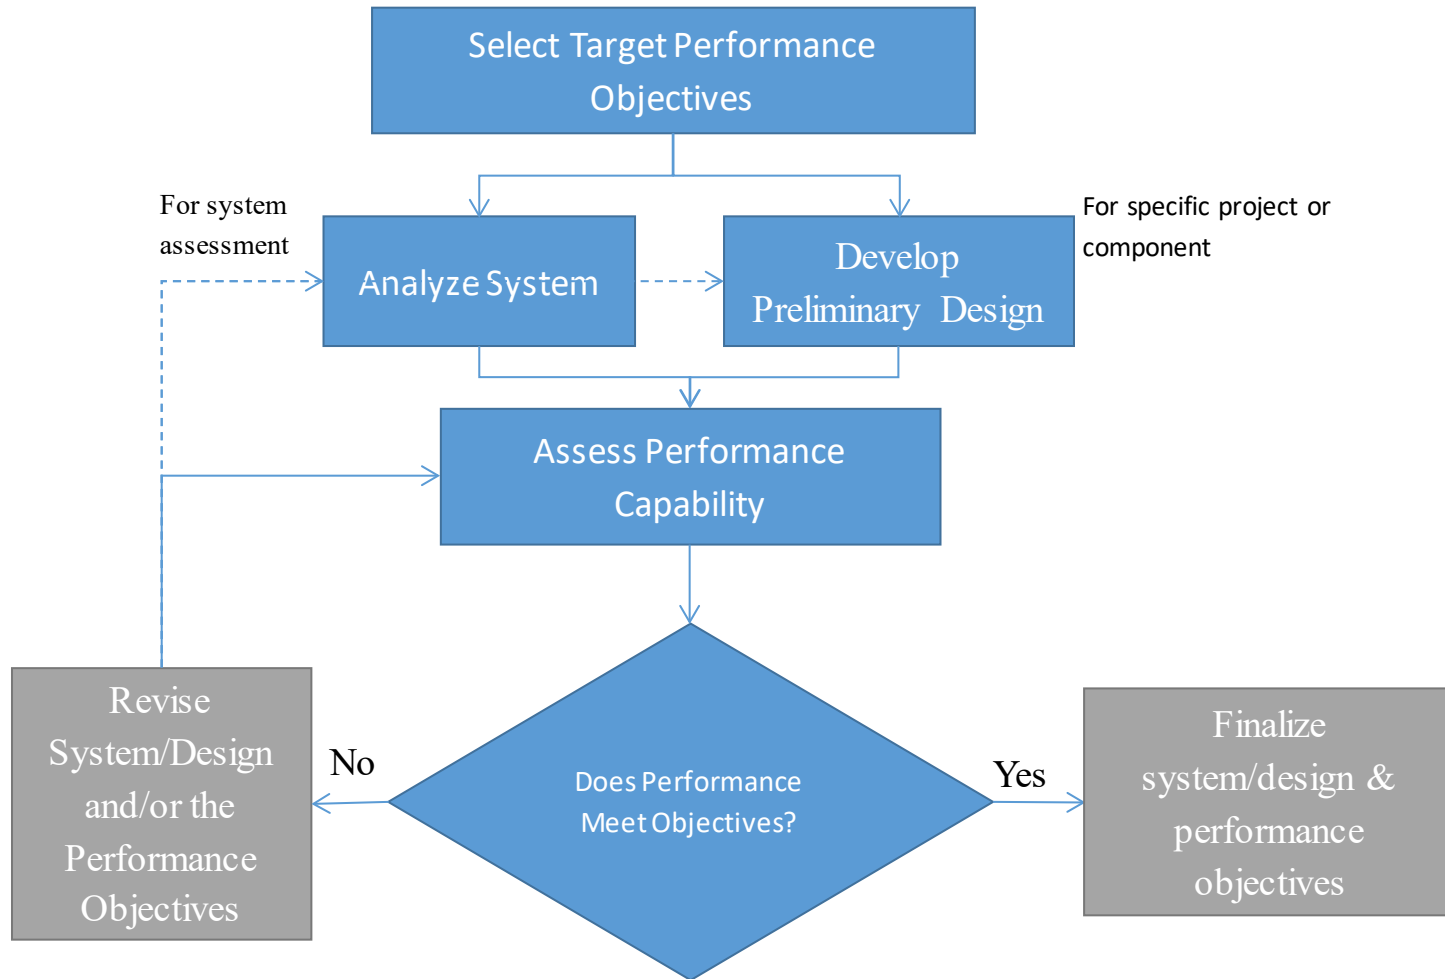 Select Target Performance
Objectives
For system
assessment
Analyze System
Develop
Preliminary Design
For specific project or
component
Assess Performance
Capability
Does Performance
Meet Objectives?
No
Yes
Revise
System/Design
and/or the
Performance
Objectives
Finalize
system/design &
performance
objectives